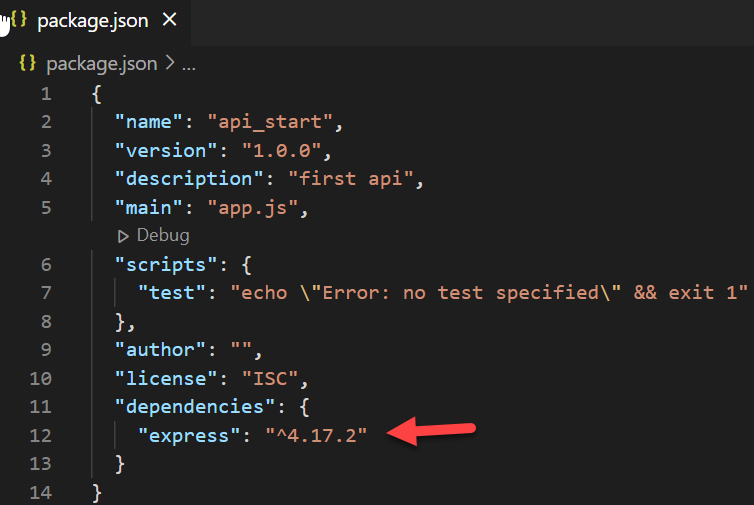 {} package.json ×
{} package.json > ...
1 {
2 "name": "api_start",
3 "version": "1.0.0",
4 "description": "first api",
5 "main": "app.js",
Debug
6 "scripts": {
7 "test": "echo \"Error: no test specified\" && exit 1"
8 },
9 "author": "",
10 "license": "ISC",
11 "dependencies": {
12 "express": "^4.17.2"
13 }
14 }